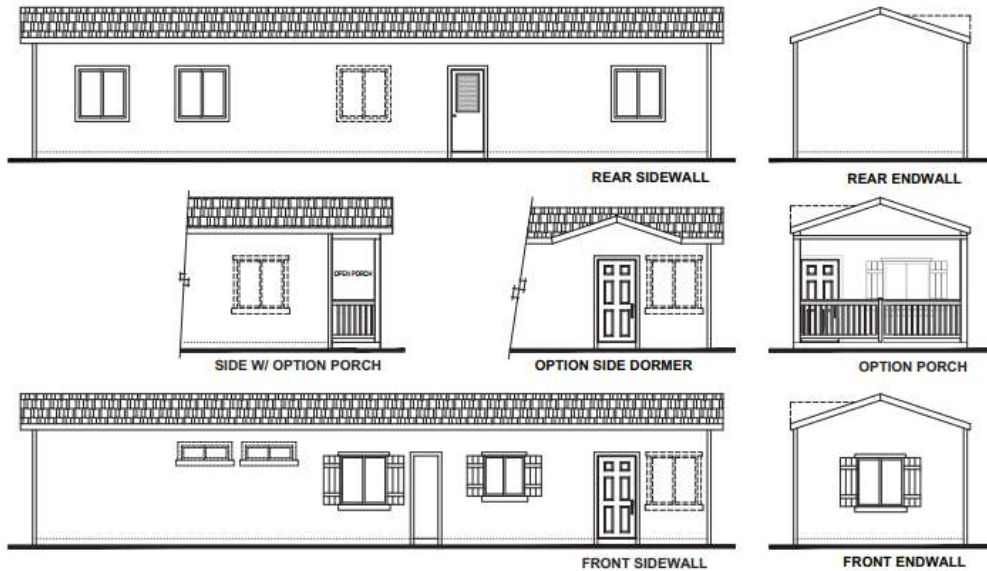 REAR SIDEWALL
REAR ENDWALL
OPEN PORCH
SIDE W/ OPTION PORCH
OPTION SIDE DORMER
OPTION PORCH
FRONT SIDEWALL
FRONT ENDWALL